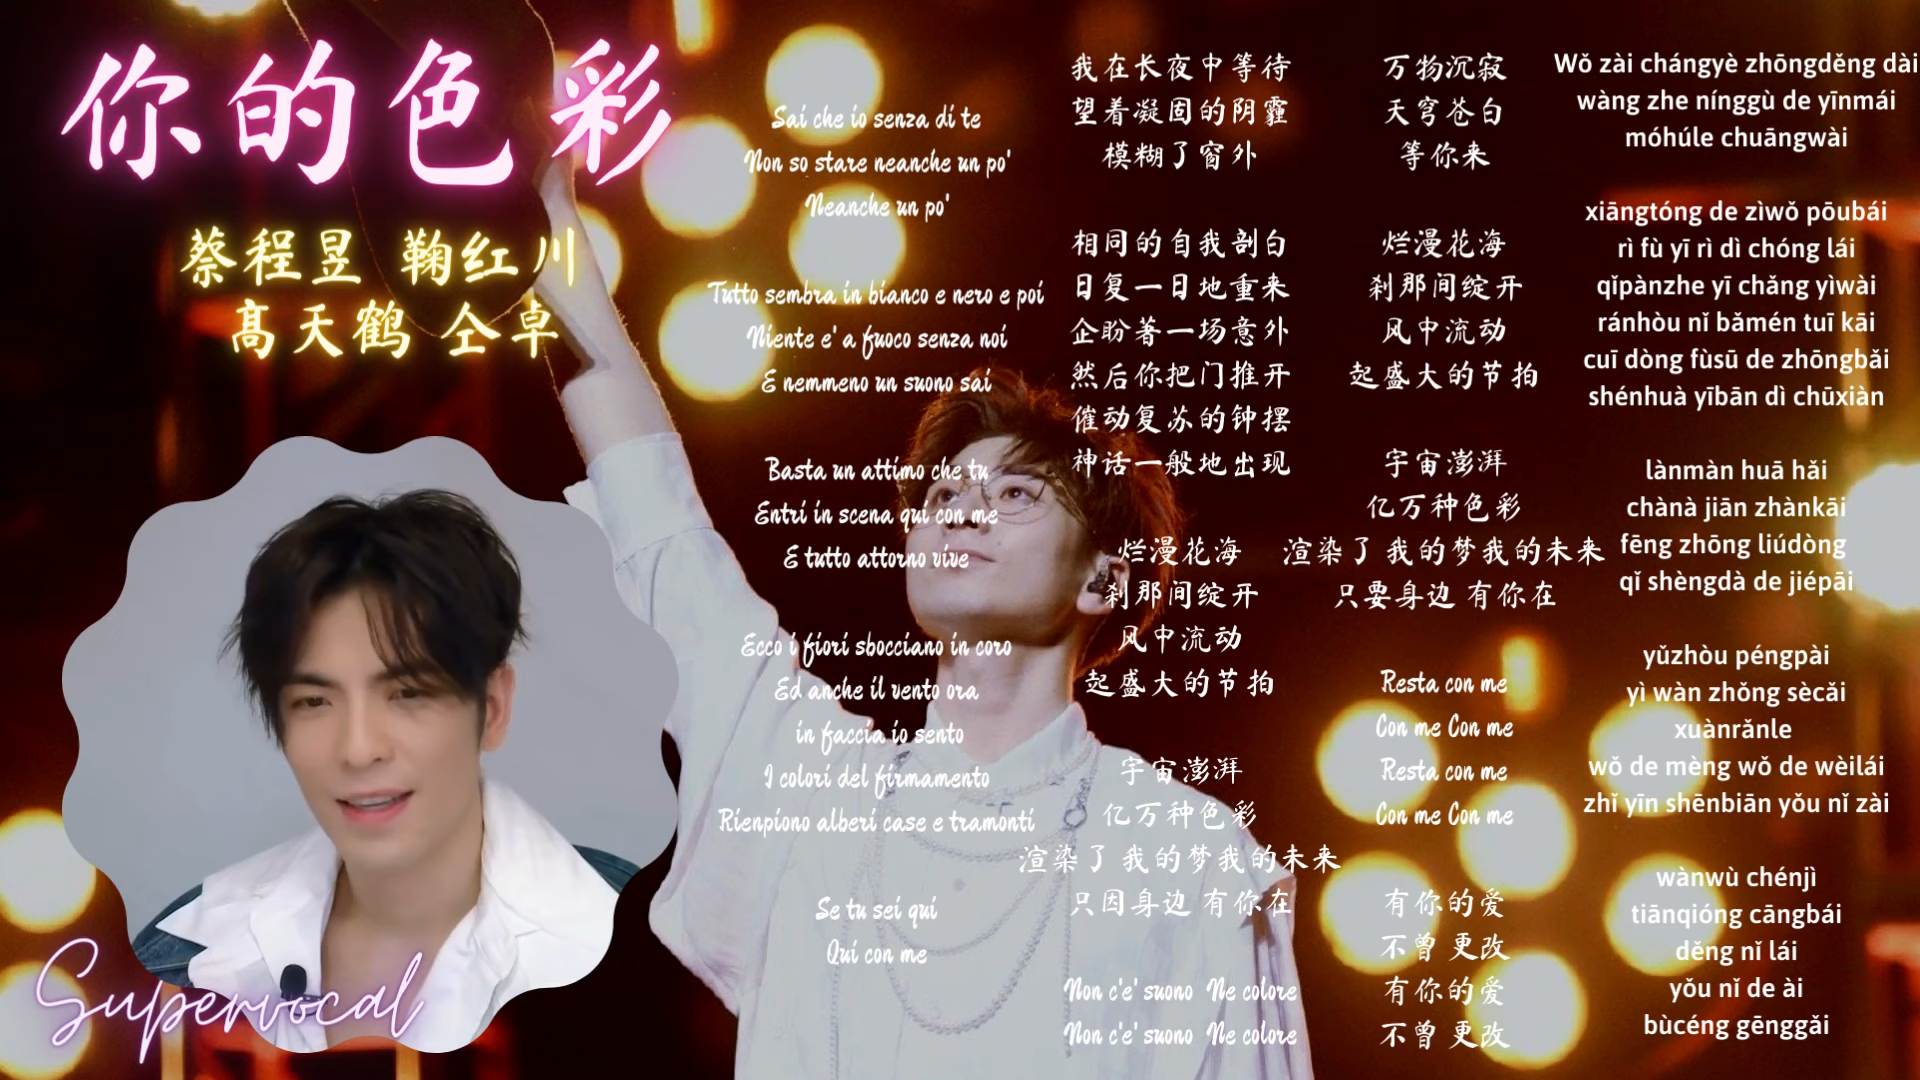 你的色彩
蔡程昱 鞠红川
高天鹤 仝卓
Supervocal
Sai che io senza di te
Non so stare neanche un po'
Neanche un po'
Tutto sembra in bianco e nero e poi
Niente e' a fuoco senza noi
E nemmeno un suono sai
Basta un attimo che tu
Entri in scena qui con me
E tutto attorno vive
Ecco i fiori sbocciano in coro
Ed anche il vento ora
in faccia io sento
I colori del firmamento
Rienpiono alberi case e tramonti
Se tu sei qui
Qui con me
我在长夜中等待
望着凝固的阴霾
模糊了窗外
相同的自我剖白
日复一日地重来
企盼著一场意外
然后你把门推开
催动复苏的钟摆
神话一般地出现
烂漫花海
刹那间绽开
风中流动
起盛大的节拍
宇宙澎湃
亿万种色彩
渲染了 我的梦我的未来
只因身边 有你在
Non c'e' suono Ne colore
Non c'e' suono Ne colore
万物沉寂
天穹苍白
等你来
烂漫花海
刹那间绽开
风中流动
起盛大的节拍
宇宙澎湃
亿万种色彩
渲染了 我的梦我的未来
只要身边 有你在
Resta con me
Con me Con me
Resta con me
Con me Con me
有你的爱
不曾 更改
有你的爱
不曾 更改
Wǒ zài chángyè zhōngděng dài
wàng zhe nínggù de yīnmái
móhúle chuāngwài
xiāngtóng de zìwǒ pōubái
rì fù yī rì dì chóng lái
qǐpànzhe yī chǎng yìwài
ránhòu nǐ bǎmén tuī kāi
cuī dòng fùsū de zhōngbǎi
shénhuà yībān dì chūxiàn
lànmàn huā hǎi
chànà jiān zhànkāi
fēng zhōng liúdòng
qǐ shèngdà de jiépāi
yǔzhòu péngpài
yì wàn zhǒng sècǎi
xuànrǎnle
wǒ de mèng wǒ de wèilái
zhǐ yīn shēnbiān yǒu nǐ zài
wànwù chénjì
tiānqióng cāngbái
děng nǐ lái
yǒu nǐ de ài
bùcéng gēnggǎi